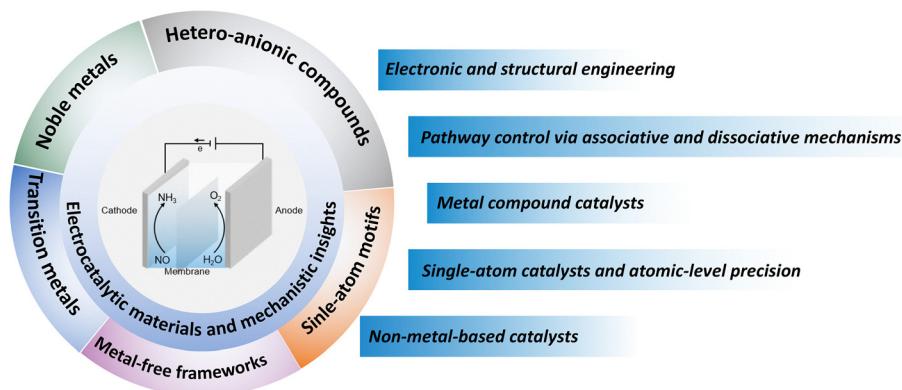 Noble metals
Hetero-anionic compounds
Transition metals
Metal-free frameworks
Sinle-atom motifs
Electrocatalytic materials and mechanistic insights
e
Cathode
NH3
O2
Anode
NO
H2O
Membrane
Electronic and structural engineering
Pathway control via associative and dissociative mechanisms
Metal compound catalysts
Single-atom catalysts and atomic-level precision
Non-metal-based catalysts